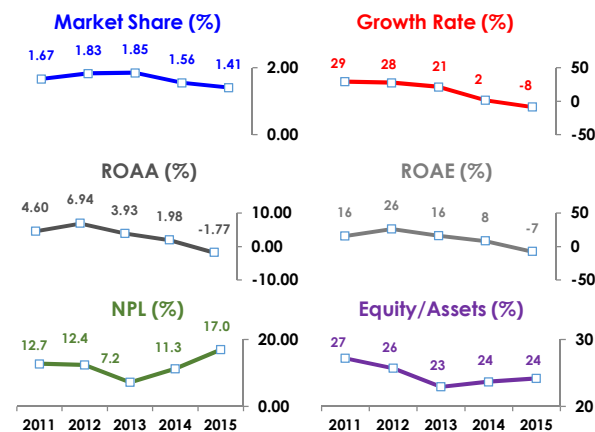 Market Share (%)
1.67 1.83 1.85 1.56 1.41
2.00
0.00
Growth Rate (%)
29 28 21 2 -8
50
0
-50
ROAA (%)
4.60 6.94 3.93 1.98 -1.77
10.00
0.00
-10.00
ROAE (%)
16 26 16 8 -7
50
0
-50
NPL (%)
12.7 12.4 7.2 11.3 17.0
20.00
0.00
2011 2012 2013 2014 2015
Equity/Assets (%)
27 26 23 24 24
30
20
2011 2012 2013 2014 2015